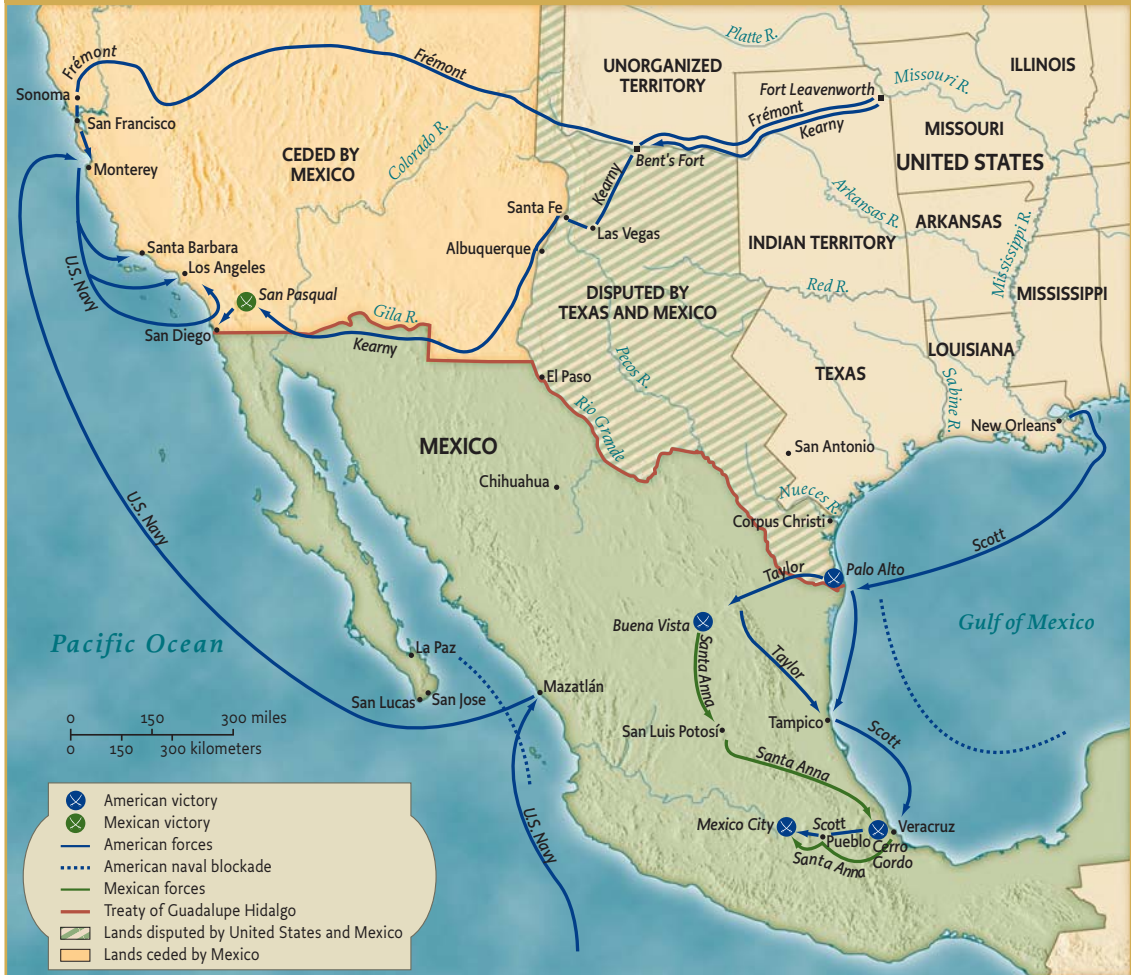 Platte R.
UNORGANIZED
TERRITORY
ILLINOIS
Missouri R.
Fort Leavenworth
Frémont
Kearny
Frémont
Frémont
Sonoma
San Francisco
Monterey
CEDED BY
MEXICO
Colorado R.
Bent's Fort
MISSOURI
UNITED STATES
Kearny
Arkansas R.
ARKANSAS
Mississippi R.
Santa Fe
Las Vegas
Albuquerque
INDIAN TERRITORY
Santa Barbara
Los Angeles
U.S. Navy
San Pasqual
San Diego
Gila R.
Kearny
DISPUTED BY
TEXAS AND MEXICO
Red R.
MISSISSIPPI
LOUISIANA
Pecos R.
TEXAS
Sabine R.
El Paso
Rio Grande
New Orleans
MEXICO
San Antonio
Chihuahua
Nueces R.
Corpus Christi
U.S. Navy
Scott
Palo Alto
Taylor
Buena Vista
Santa Anna
Taylor
Gulf of Mexico
Pacific Ocean
La Paz
San Lucas
San Jose
Mazatlán
San Luis Potosí
Tampico
Scott
Santa Anna
0 150 300 miles
0 150 300 kilometers
U.S. Navy
Mexico City
Scott
Pueblo
Veracruz
Cerro
Gordo
Santa Anna
American victory
Mexican victory
American forces
American naval blockade
Mexican forces
Treaty of Guadalupe Hidalgo
Lands disputed by United States and Mexico
Lands ceded by Mexico